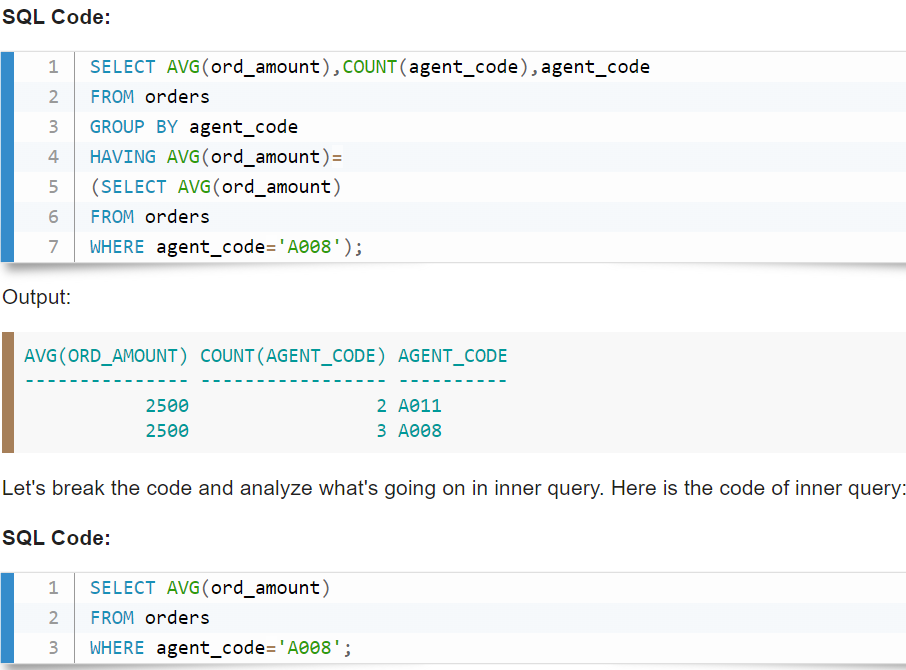 SQL Code:
1 SELECT AVG(ord_amount),COUNT(agent_code),agent_code
2 FROM orders
3 GROUP BY agent_code
4 HAVING AVG(ord_amount)=
5 (SELECT AVG(ord_amount)
6 FROM orders
7 WHERE agent_code='A008');
Output:
AVG(ORD_AMOUNT) COUNT(AGENT_CODE) AGENT_CODE
--------------- ----------------- ----------
2500 2 A011
2500 3 A008
Let's break the code and analyze what's going on in inner query. Here is the code of inner query:
SQL Code:
1 SELECT AVG(ord_amount)
2 FROM orders
3 WHERE agent_code='A008';